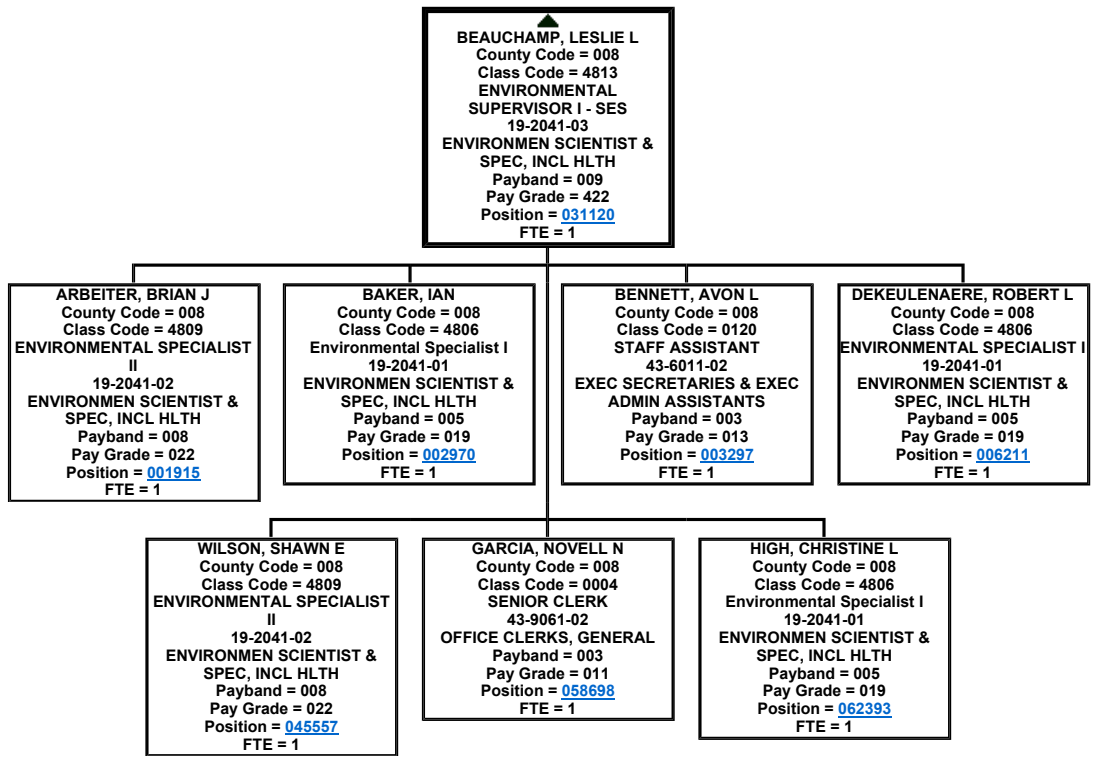 BEAUCHAMP, LESLIE L
County Code = 008
Class Code = 4813
ENVIRONMENTAL
SUPERVISOR I - SES
19-2041-03
ENVIRONMEN SCIENTIST &
SPEC, INCL HLTH
Payband = 009
Pay Grade = 422
Position = 031120
FTE = 1
ARBEITER, BRIAN J
County Code = 008
Class Code = 4809
ENVIRONMENTAL SPECIALIST
II
19-2041-02
ENVIRONMEN SCIENTIST &
SPEC, INCL HLTH
Payband = 008
Pay Grade = 022
Position = 001915
FTE = 1
BAKER, IAN
County Code = 008
Class Code = 4806
Environmental Specialist I
19-2041-01
ENVIRONMEN SCIENTIST &
SPEC, INCL HLTH
Payband = 005
Pay Grade = 019
Position = 002970
FTE = 1
BENNETT, AVON L
County Code = 008
Class Code = 0120
STAFF ASSISTANT
43-6011-02
EXEC SECRETARIES & EXEC
ADMIN ASSISTANTS
Payband = 003
Pay Grade = 013
Position = 003297
FTE = 1
DEKEULENAERE, ROBERT L
County Code = 008
Class Code = 4806
ENVIRONMENTAL SPECIALIST I
19-2041-01
ENVIRONMEN SCIENTIST &
SPEC, INCL HLTH
Payband = 005
Pay Grade = 019
Position = 006211
FTE = 1
WILSON, SHAWN E
County Code = 008
Class Code = 4809
ENVIRONMENTAL SPECIALIST
II
19-2041-02
ENVIRONMEN SCIENTIST &
SPEC, INCL HLTH
Payband = 008
Pay Grade = 022
Position = 045557
FTE = 1
GARCIA, NOVELL N
County Code = 008
Class Code = 0004
SENIOR CLERK
43-9061-02
OFFICE CLERKS, GENERAL
Payband = 003
Pay Grade = 011
Position = 058698
FTE = 1
HIGH, CHRISTINE L
County Code = 008
Class Code = 4806
Environmental Specialist I
19-2041-01
ENVIRONMEN SCIENTIST &
SPEC, INCL HLTH
Payband = 005
Pay Grade = 019
Position = 062393
FTE = 1